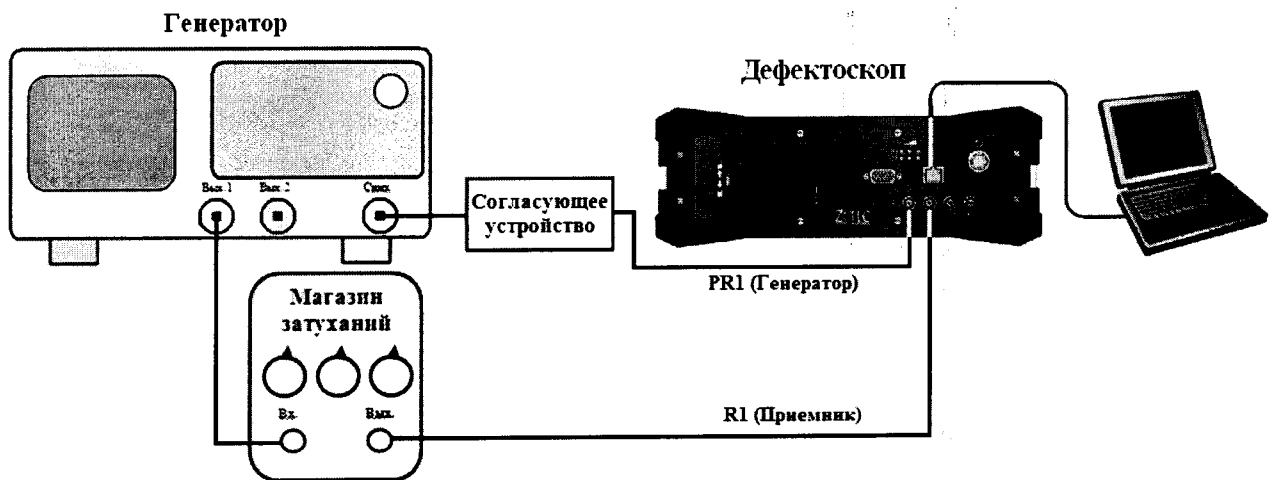 Генератор
Дефектоскоп
Вых. 1
Вых. 2
Синх.
Согласующее
устройство
PR1 (Генератор)
Магазин
затуханий
Вх.
Вых.
R1 (Приемник)